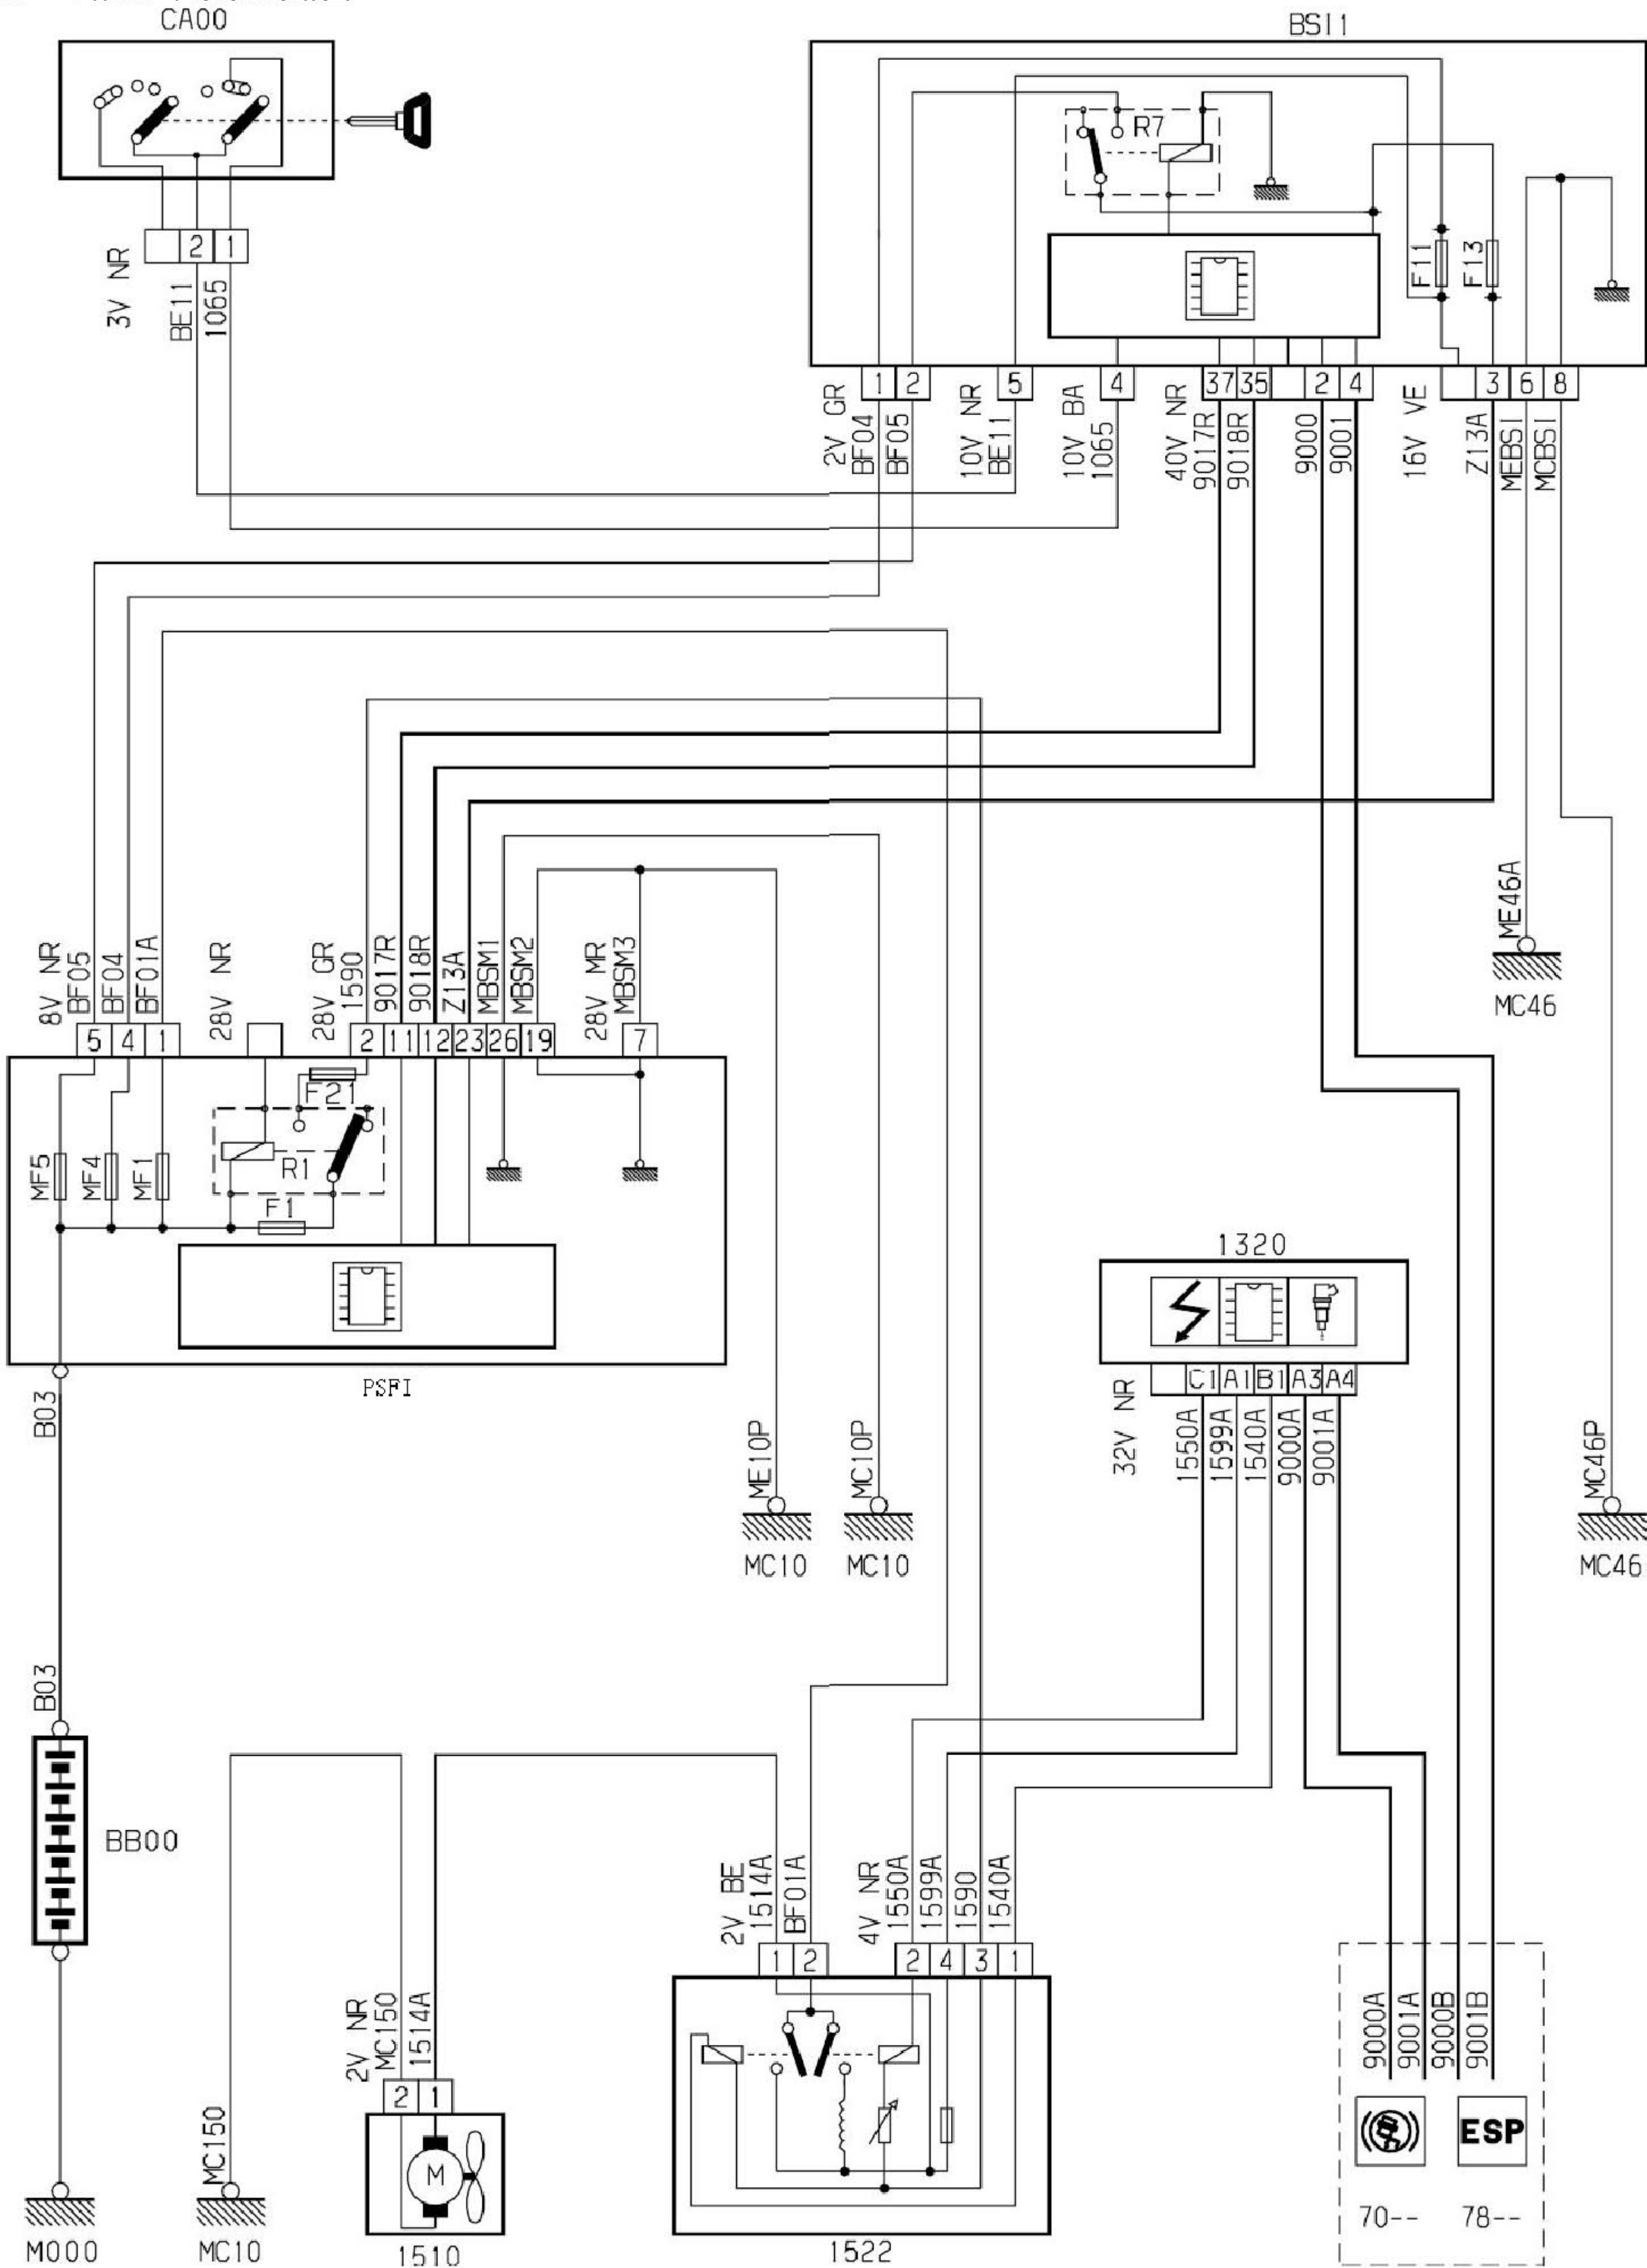 CA00
BSI1
R7
F11
F13
3V NR
2
1
BE11
1065
1
2
5
4
37
35
2
4
3
6
8
2V GR
BF04
BF05
10V NR
BE11
10V BA
1065
40V NR
9017R
9018R
9000
9001
16V VE
Z13A
MEBSI
MCBSI
ME46A
MC46
8V NR
BF05
BF04
BF01A
28V NR
28V GR
1590
9017R
9018R
Z13A
MBSM1
MBSM2
28V MR
MBSM3
5
4
1
2
11
12
23
26
19
7
F21
MF5
MF4
MF1
R1
F1
PSFI
1320
C1
A1
B1
A3
A4
32V NR
1550A
1599A
1540A
9000A
9001A
B03
ME10P
MC10P
MC46P
MC10
MC10
MC46
B03
BB00
2V BE
1514A
BF01A
4V NR
1550A
1599A
1590
1540A
1
2
2
4
3
1
2V NR
MC150
1514A
2
1
M
9000A
9001A
9000B
9001B
ESP
70--
78--
MC150
M000
MC10
1510
1522